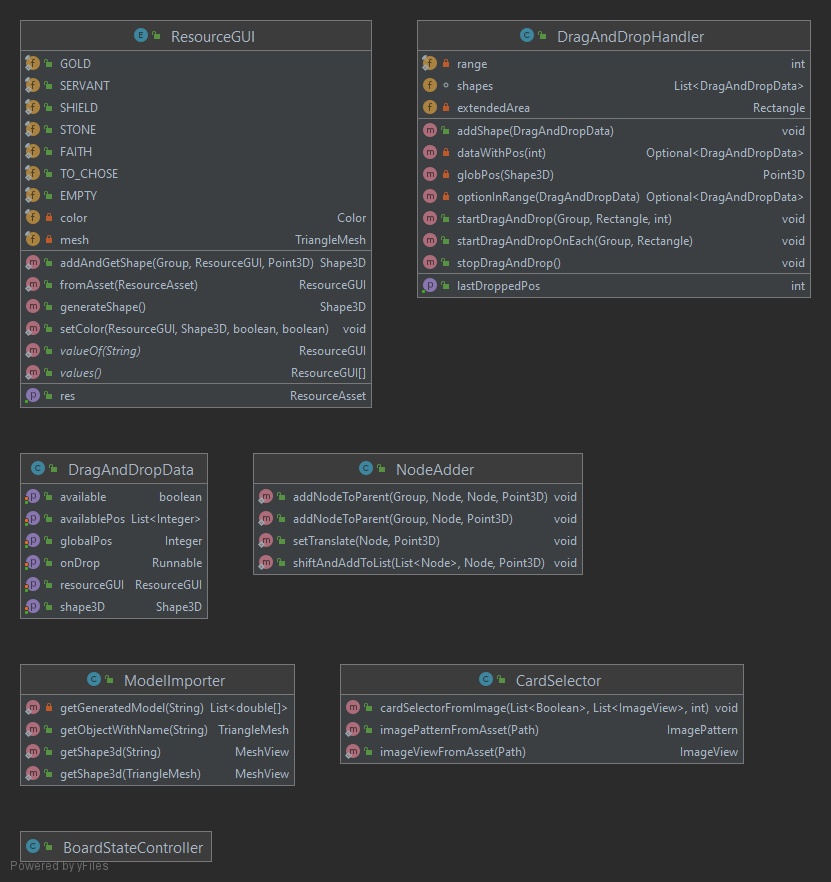 ResourceGUI
GOLD
SERVANT
SHIELD
STONE
FAITH
TO_CHOSE
EMPTY
color Color
mesh TriangleMesh
addAndGetShape(Group, ResourceGUI, Point3D) Shape3D
fromAsset(ResourceAsset) ResourceGUI
generateShape() Shape3D
setColor(ResourceGUI, Shape3D, boolean, boolean) void
valueOf(String) ResourceGUI
values() ResourceGUI[]
res ResourceAsset
DragAndDropHandler
range int
shapes List<DragAndDropData>
extendedArea Rectangle
addShape(DragAndDropData) void
dataWithPos(int) Optional<DragAndDropData>
globPos(Shape3D) Point3D
optionInRange(DragAndDropData) Optional<DragAndDropData>
startDragAndDrop(Group, Rectangle, int) void
startDragAndDropOnEach(Group, Rectangle) void
stopDragAndDrop() void
lastDroppedPos int
DragAndDropData
available boolean
availablePos List<Integer>
globalPos Integer
onDrop Runnable
resourceGUI ResourceGUI
shape3D Shape3D
NodeAdder
addNodeToParent(Group, Node, Node, Point3D) void
addNodeToParent(Group, Node, Point3D) void
setTranslate(Node, Point3D) void
shiftAndAddToList(List<Node>, Node, Point3D) void
ModelImporter
getGeneratedModel(String) List<double[]>
getObjectWithName(String) TriangleMesh
getShape3d(String) MeshView
getShape3d(TriangleMesh) MeshView
CardSelector
cardSelectorFromImage(List<Boolean>, List<ImageView>, int) void
imagePatternFromAsset(Path) ImagePattern
imageViewFromAsset(Path) ImageView
BoardStateController
Powered by yFiles